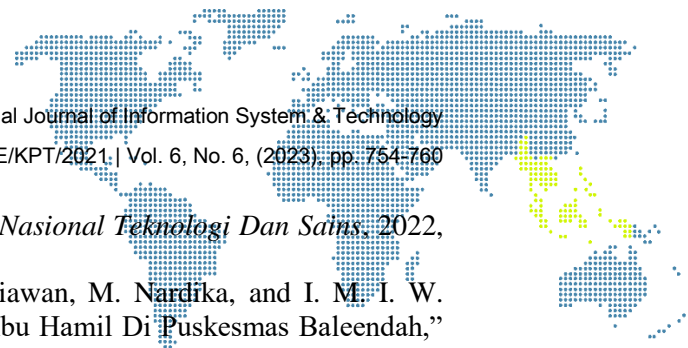 al Journal of Information System & Technology
E/KPT/2021 | Vol. 6, No. 6, (2023), pp. 754-760
Nasional Teknologi Dan Sains, 2022,
iawan, M. Nardika, and I. M. I. W.
bu Hamil Di Puskesmas Baleendah,”